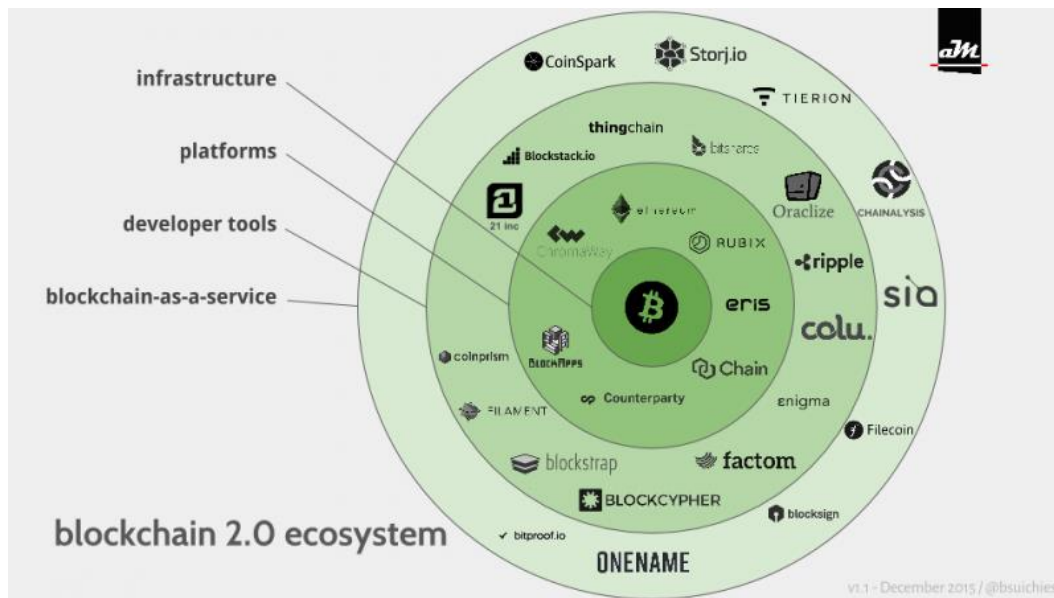 aM
infrastructure
platforms
developer tools
blockchain-as-a-service
CoinSpark
Storj.io
TIERION
thingchain
bitshares
Blockstack.io
21 inc
Oraclize
CHAINALYSIS
ethereum
ChromaWay
RUBIX
ripple
eris
sia
colu.
BLOCKAPPS
coinprism
Chain
Counterparty
enigma
FILAMENT
Filecoin
blockstrap
factom
BLOCKCYPHER
blocksign
bitproof.io
ONENAME
blockchain 2.0 ecosystem
v1.1 - December 2015 / @bsuichies